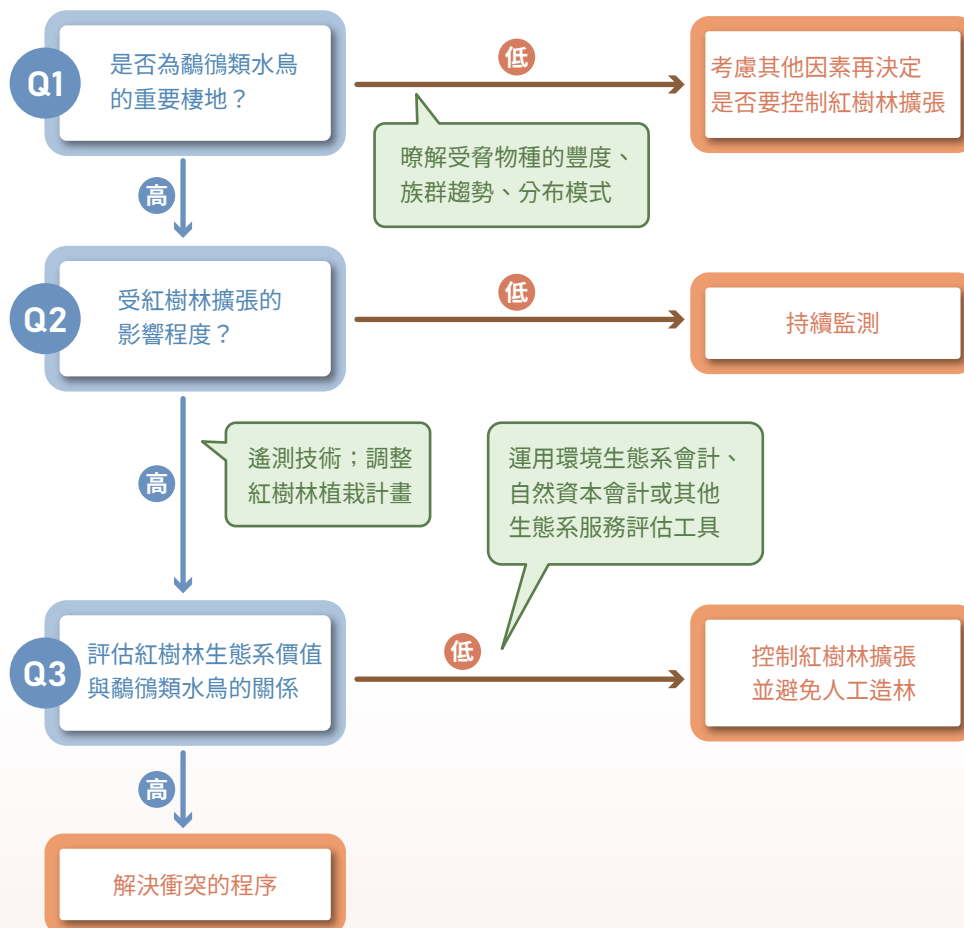 Q1
是否為鷸鴴類水鳥
的重要棲地？
低
考慮其他因素再決定
是否要控制紅樹林擴張
瞭解受脅物種的豐度、
族群趨勢、分布模式
高
Q2
受紅樹林擴張的
影響程度？
低
持續監測
高
遙測技術；調整
紅樹林植栽計畫
運用環境生態系會計、
自然資本會計或其他
生態系服務評估工具
Q3
評估紅樹林生態系價值
與鷸鴴類水鳥的關係
低
控制紅樹林擴張
並避免人工造林
高
解決衝突的程序